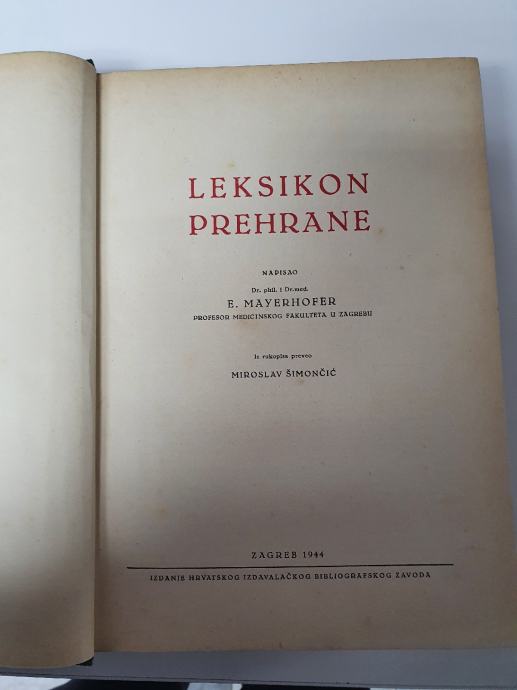 LEKSIKON
PREHRANE
NAPISAO
Dr. phil. i Dr. med.
E. MAYERHOFER
PROFESOR MEDICINSKOG FAKULTETA U ZAGREBU
Iz rukopisa preveo
MIROSLAV ŠIMONČIĆ
ZAGREB 1944
IZDANJE HRVATSKOG IZDAVALAČKOG BIBLIOGRAFSKOG ZAVODA